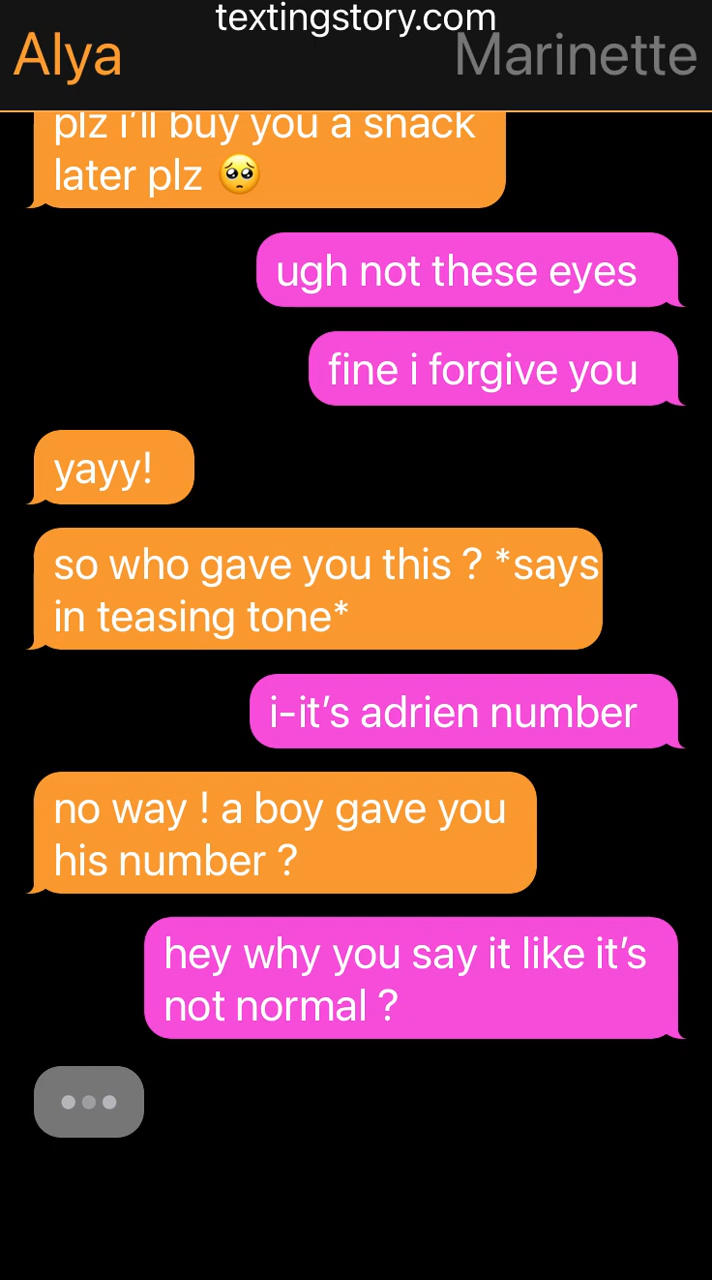 textingstory.com
Alya
Marinette
plz i’ll buy you a snack
later plz 🥺
ugh not these eyes
fine i forgive you
yayy!
so who gave you this ? *says
in teasing tone*
i-it’s adrien number
no way ! a boy gave you
his number ?
hey why you say it like it’s
not normal ?